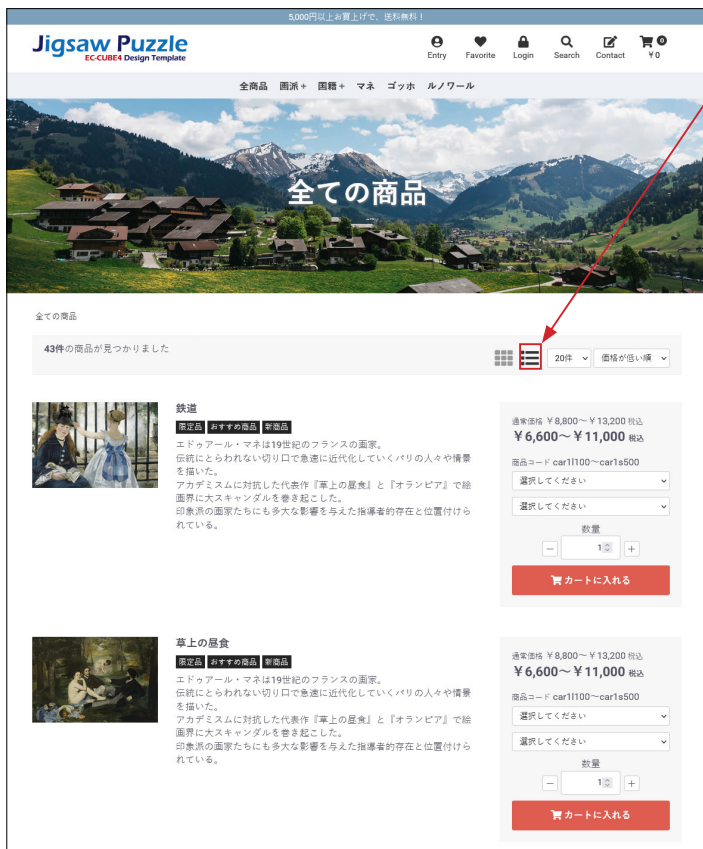 5,000円以上お買上げで、送料無料！
Jigsaw Puzzle
EC-CUBE4 Design Template
Entry
Favorite
Login
Search
Contact
0
￥0
全商品 画派+ 国籍+ マネ ゴッホ ルノワール
全ての商品
全ての商品
43件の商品が見つかりました
20件
価格が低い順
鉄道
限定品 おすすめ商品 新商品
エドゥアール・マネは19世紀のフランスの画家。
伝統にとらわれない切り口で急速に近代化していくパリの人々や情景
を描いた。
アカデミスムに対抗した代表作『草上の昼食』と『オランピア』で絵
画界に大スキャンダルを巻き起こした。
印象派の画家たちにも多大な影響を与えた指導者的存在と位置付けら
れている。
通常価格 ￥8,800～￥13,200 税込
￥6,600～￥11,000 税込
商品コード car1l100～car1s500
選択してください
選択してください
数量
－ 1 ＋
カートに入れる
草上の昼食
限定品 おすすめ商品 新商品
エドゥアール・マネは19世紀のフランスの画家。
伝統にとらわれない切り口で急速に近代化していくパリの人々や情景
を描いた。
アカデミスムに対抗した代表作『草上の昼食』と『オランピア』で絵
画界に大スキャンダルを巻き起こした。
印象派の画家たちにも多大な影響を与えた指導者的存在と位置付けら
れている。
通常価格 ￥8,800～￥13,200 税込
￥6,600～￥11,000 税込
商品コード car1l100～car1s500
選択してください
選択してください
数量
－ 1 ＋
カートに入れる